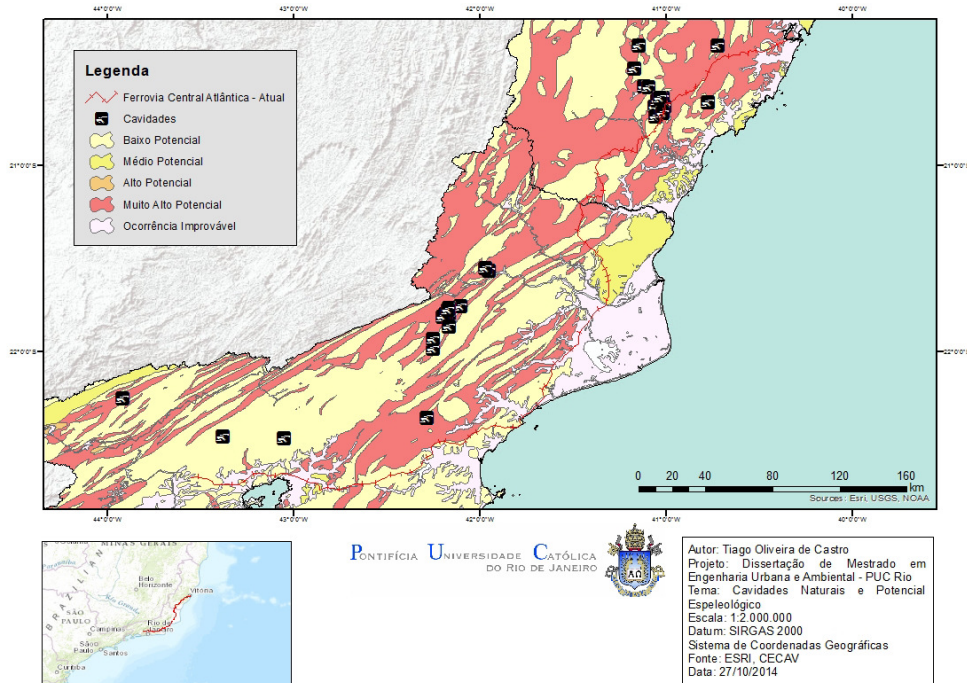 44°0'0"W 43°0'0"W 42°0'0"W 41°0'0"W 40°0'0"W
Legenda
Ferrovia Central Atlântica - Atual
Cavidades
Baixo Potencial
Médio Potencial
Alto Potencial
Muito Alto Potencial
Ocorrência Improvável
21°0'0"S 21°0'0"S
22°0'0"S 22°0'0"S
0 20 40 80 120 160
km
Sources: Esri, USGS, NOAA
44°0'0"W 43°0'0"W 42°0'0"W 41°0'0"W 40°0'0"W
MINAS GERAIS
BRAZILIAN
Belo
Horizonte
Vitoria
SÃO
PAULO
Campinas
Rio de
Janeiro
São
Paulo
Santos
Curitiba
PONTIFÍCIA UNIVERSIDADE CATÓLICA
DO RIO DE JANEIRO
ΑΩ
Autor: Tiago Oliveira de Castro
Projeto: Dissertação de Mestrado em
Engenharia Urbana e Ambiental - PUC Rio
Tema: Cavidades Naturais e Potencial
Espeleológico
Escala: 1:2.000.000
Datum: SIRGAS 2000
Sistema de Coordenadas Geográficas
Fonte: ESRI, CECAV
Data: 27/10/2014